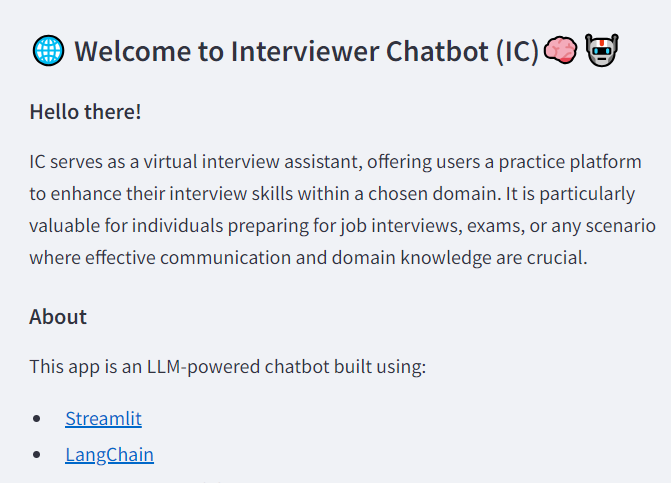 🌐 Welcome to Interviewer Chatbot (IC)🧠 🤖
Hello there!
IC serves as a virtual interview assistant, offering users a practice platform
to enhance their interview skills within a chosen domain. It is particularly
valuable for individuals preparing for job interviews, exams, or any scenario
where effective communication and domain knowledge are crucial.
About
This app is an LLM-powered chatbot built using:
• Streamlit
• LangChain